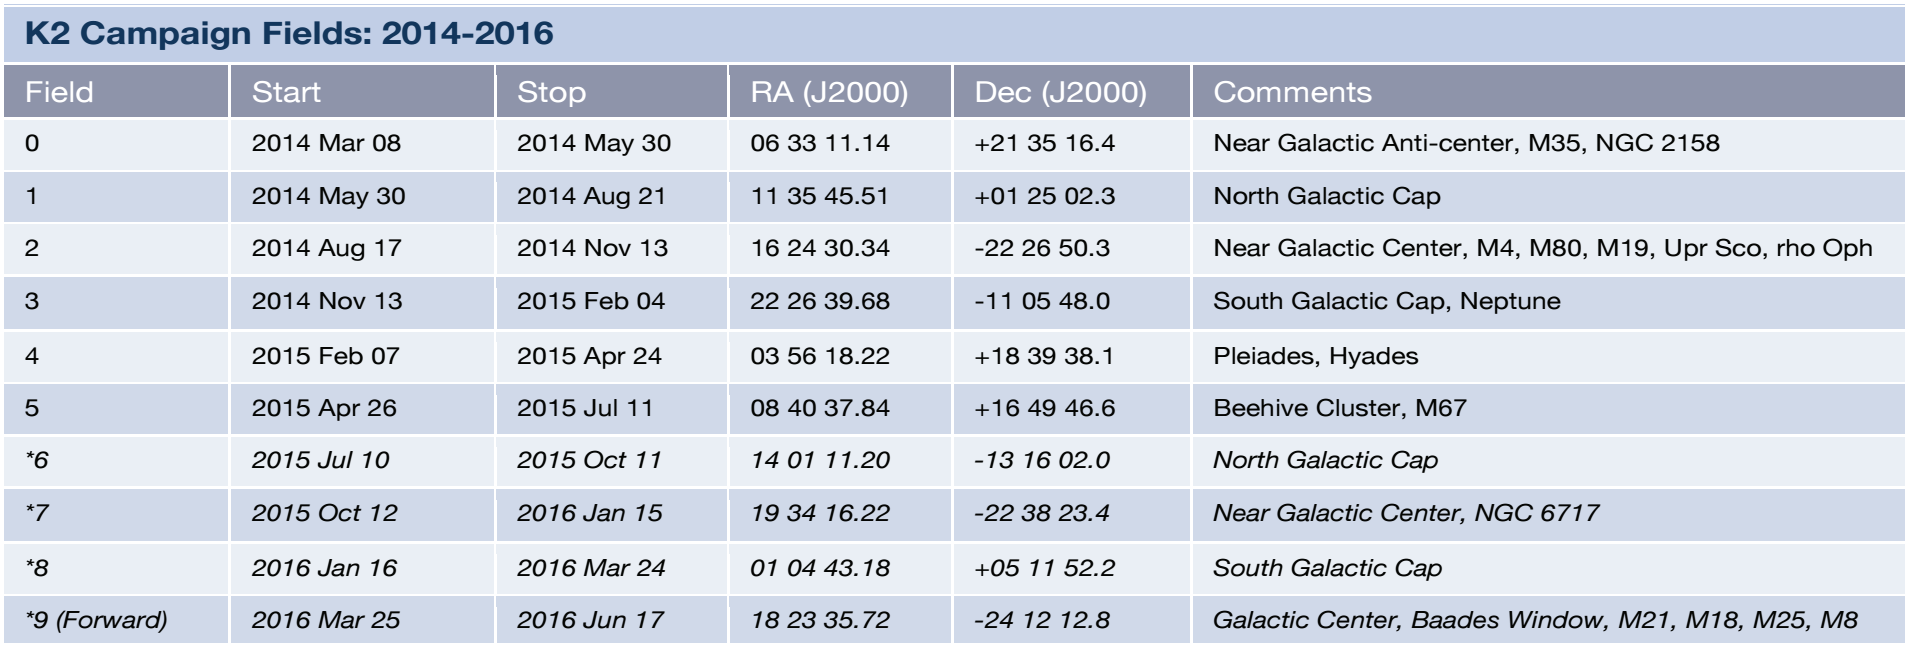 K2 Campaign Fields: 2014-2016
Field Start Stop RA (J2000) Dec (J2000) Comments
0 2014 Mar 08 2014 May 30 06 33 11.14 +21 35 16.4 Near Galactic Anti-center, M35, NGC 2158
1 2014 May 30 2014 Aug 21 11 35 45.51 +01 25 02.3 North Galactic Cap
2 2014 Aug 17 2014 Nov 13 16 24 30.34 -22 26 50.3 Near Galactic Center, M4, M80, M19, Upr Sco, rho Oph
3 2014 Nov 13 2015 Feb 04 22 26 39.68 -11 05 48.0 South Galactic Cap, Neptune
4 2015 Feb 07 2015 Apr 24 03 56 18.22 +18 39 38.1 Pleiades, Hyades
5 2015 Apr 26 2015 Jul 11 08 40 37.84 +16 49 46.6 Beehive Cluster, M67
*6 2015 Jul 10 2015 Oct 11 14 01 11.20 -13 16 02.0 North Galactic Cap
*7 2015 Oct 12 2016 Jan 15 19 34 16.22 -22 38 23.4 Near Galactic Center, NGC 6717
*8 2016 Jan 16 2016 Mar 24 01 04 43.18 +05 11 52.2 South Galactic Cap
*9 (Forward) 2016 Mar 25 2016 Jun 17 18 23 35.72 -24 12 12.8 Galactic Center, Baades Window, M21, M18, M25, M8